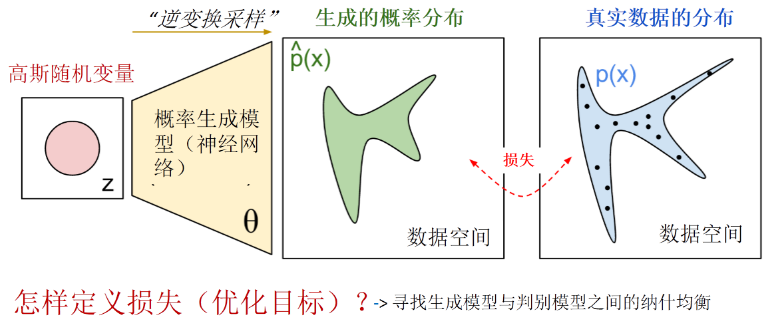 “逆变换采样”
生成的概率分布
真实数据的分布
高斯随机变量
z
概率生成模
型（神经网
络）
θ
p̂(x)
数据空间
损失
p(x)
数据空间
怎样定义损失（优化目标）？-> 寻找生成模型与判别模型之间的纳什均衡